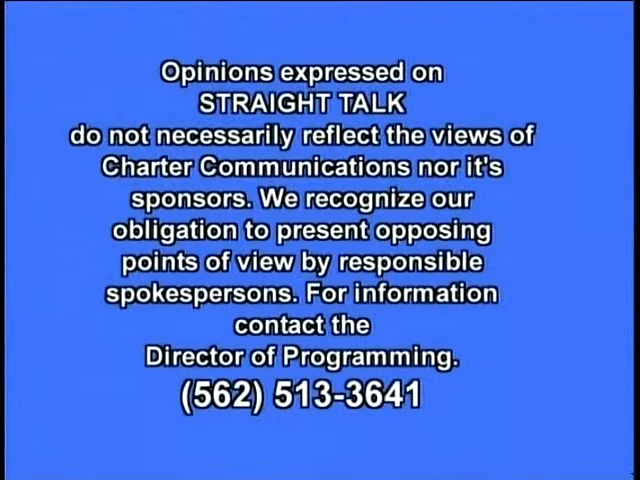 Opinions expressed on
STRAIGHT TALK
do not necessarily reflect the views of
Charter Communications nor it's
sponsors. We recognize our
obligation to present opposing
points of view by responsible
spokespersons. For information
contact the
Director of Programming.
(562) 513-3641